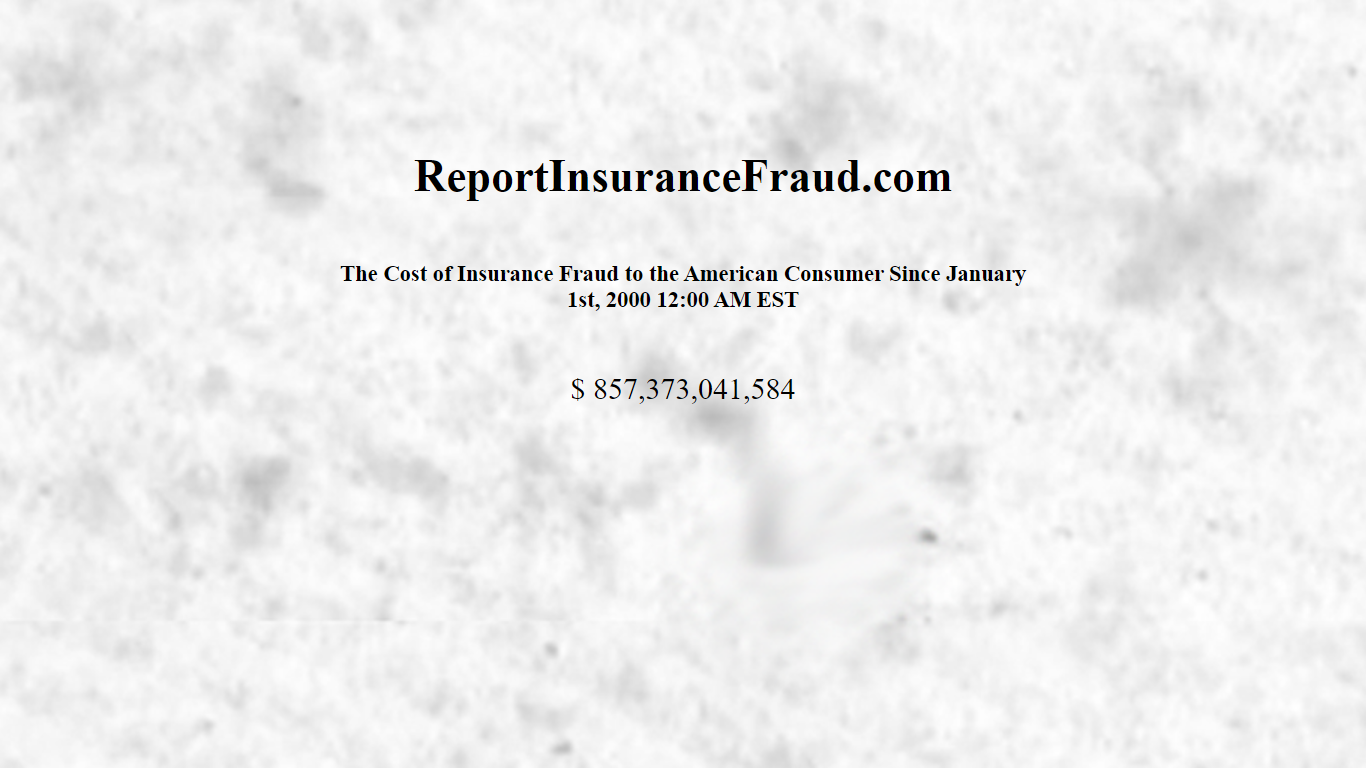 ReportInsuranceFraud.com
The Cost of Insurance Fraud to the American Consumer Since January
1st, 2000 12:00 AM EST
$ 857,373,041,584